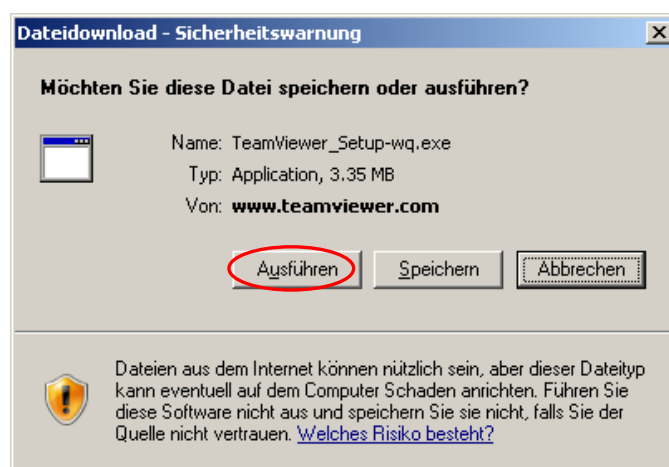 Dateidownload - Sicherheitswarnung
Möchten Sie diese Datei speichern oder ausführen?
Name: TeamViewer_Setup-wq.exe
Typ: Application, 3.35 MB
Von: www.teamviewer.com
Ausführen Speichern Abbrechen
Dateien aus dem Internet können nützlich sein, aber dieser Dateityp
kann eventuell auf dem Computer Schaden anrichten. Führen Sie
diese Software nicht aus und speichern Sie sie nicht, falls Sie der
Quelle nicht vertrauen. Welches Risiko besteht?